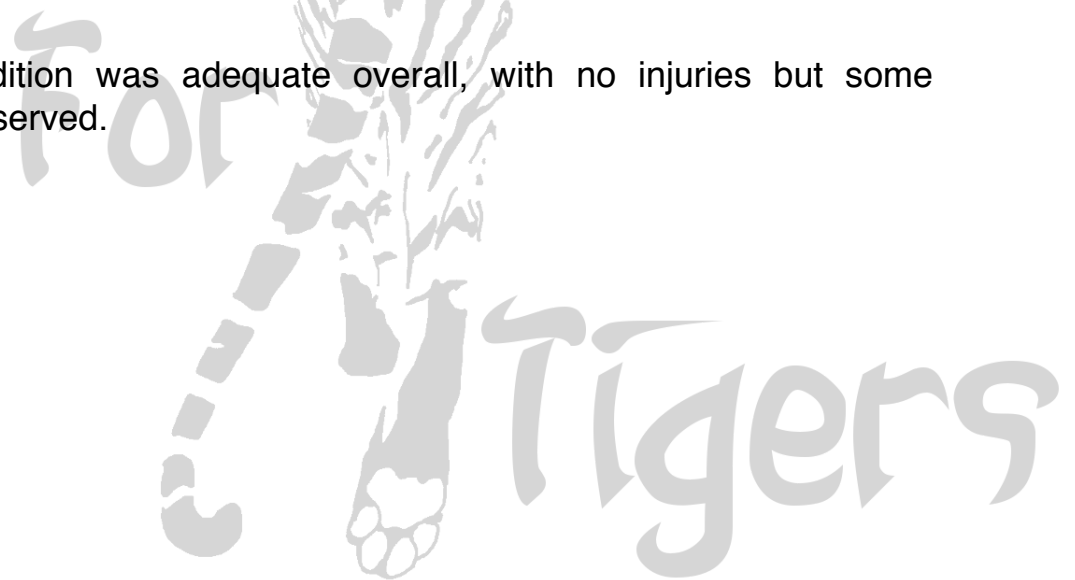 dition was adequate overall, with no injuries but some
served.
For
Tigers